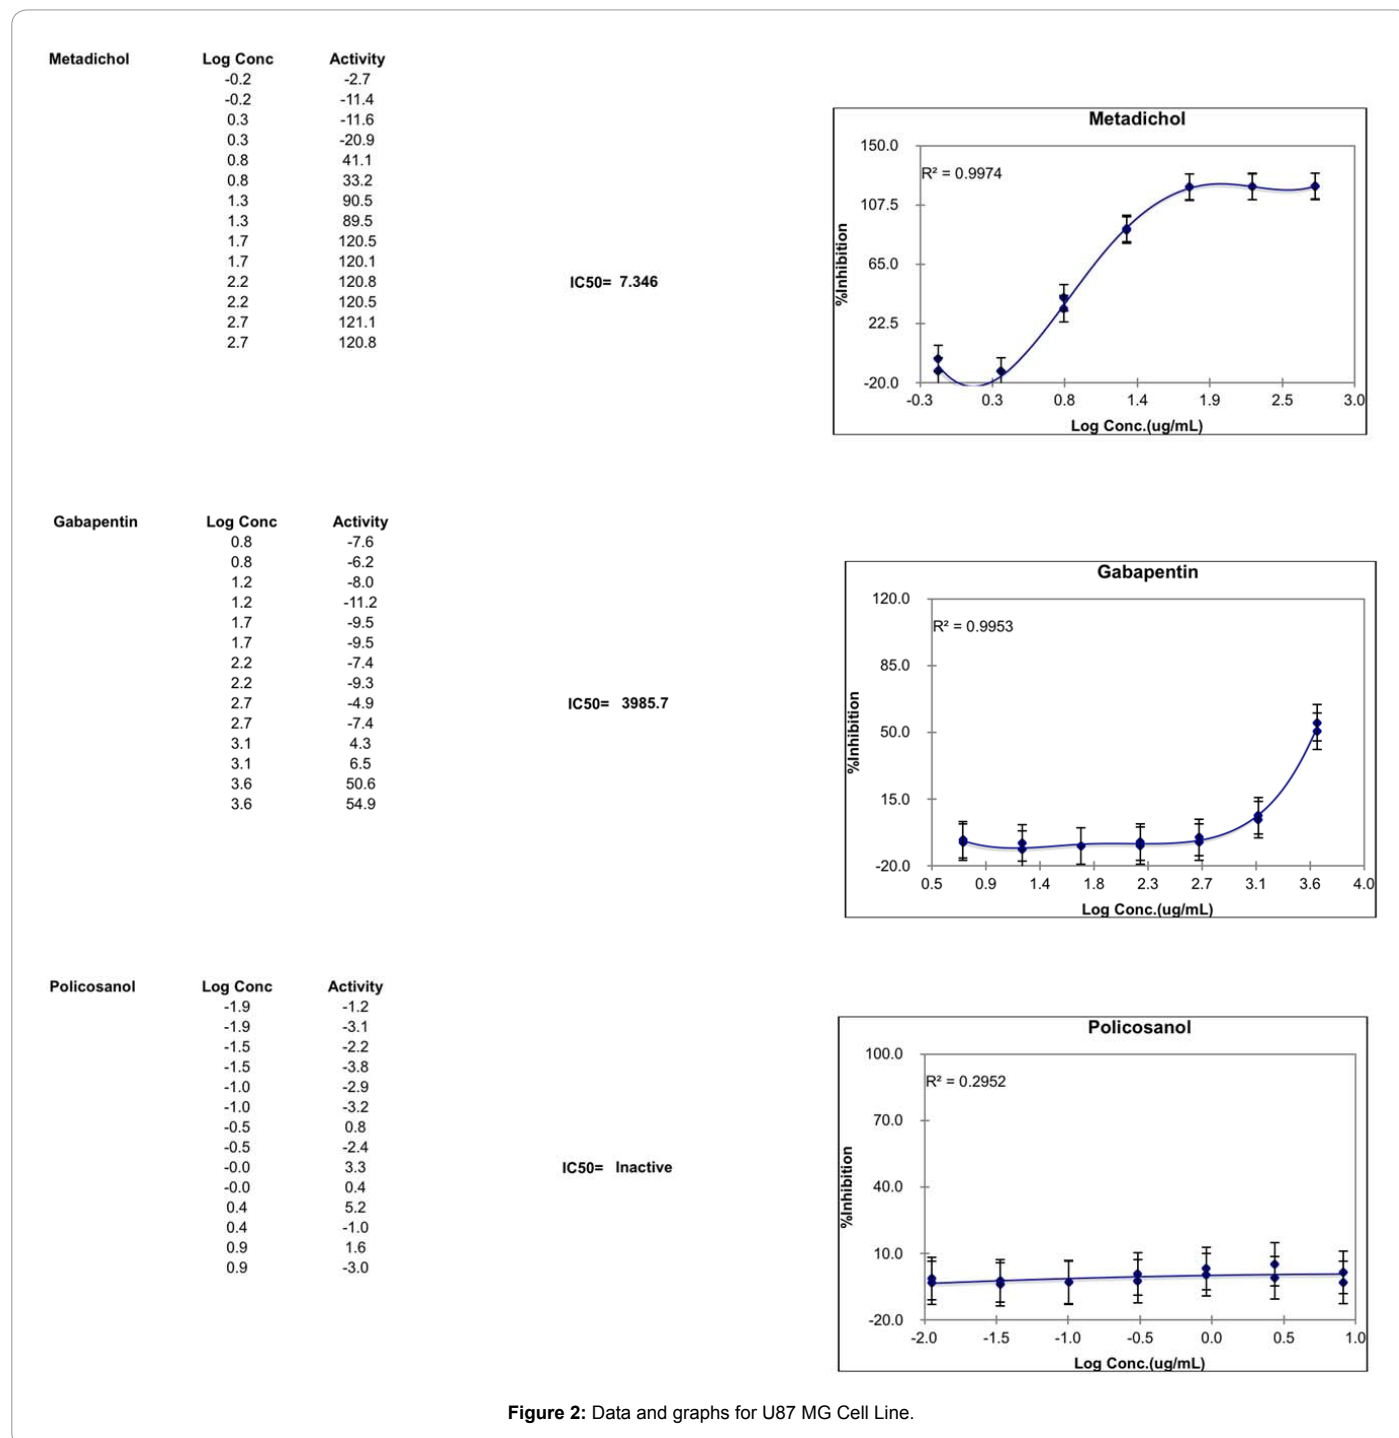 Metadichol Log Conc Activity
-0.2 -2.7
-0.2 -11.4
0.3 -11.6
0.3 -20.9
0.8 41.1
0.8 33.2
1.3 90.5
1.3 89.5
1.7 120.5
1.7 120.1
2.2 120.8
2.2 120.5
2.7 121.1
2.7 120.8
IC50= 7.346
Metadichol
150.0
R² = 0.9974
107.5
65.0
22.5
-20.0
%Inhibition
-0.3 0.3 0.8 1.4 1.9 2.5 3.0
Log Conc.(ug/mL)
Gabapentin Log Conc Activity
0.8 -7.6
0.8 -6.2
1.2 -8.0
1.2 -11.2
1.7 -9.5
1.7 -9.5
2.2 -7.4
2.2 -9.3
2.7 -4.9
2.7 -7.4
3.1 4.3
3.1 6.5
3.6 50.6
3.6 54.9
IC50= 3985.7
Gabapentin
120.0
R² = 0.9953
85.0
50.0
15.0
-20.0
%Inhibition
0.5 0.9 1.4 1.8 2.3 2.7 3.1 3.6 4.0
Log Conc.(ug/mL)
Policosanol Log Conc Activity
-1.9 -1.2
-1.9 -3.1
-1.5 -2.2
-1.5 -3.8
-1.0 -2.9
-1.0 -3.2
-0.5 0.8
-0.5 -2.4
-0.0 3.3
-0.0 0.4
0.4 5.2
0.4 -1.0
0.9 1.6
0.9 -3.0
IC50= Inactive
Policosanol
100.0
R² = 0.2952
70.0
40.0
10.0
-20.0
%Inhibition
-2.0 -1.5 -1.0 -0.5 0.0 0.5 1.0
Log Conc.(ug/mL)
Figure 2: Data and graphs for U87 MG Cell Line.